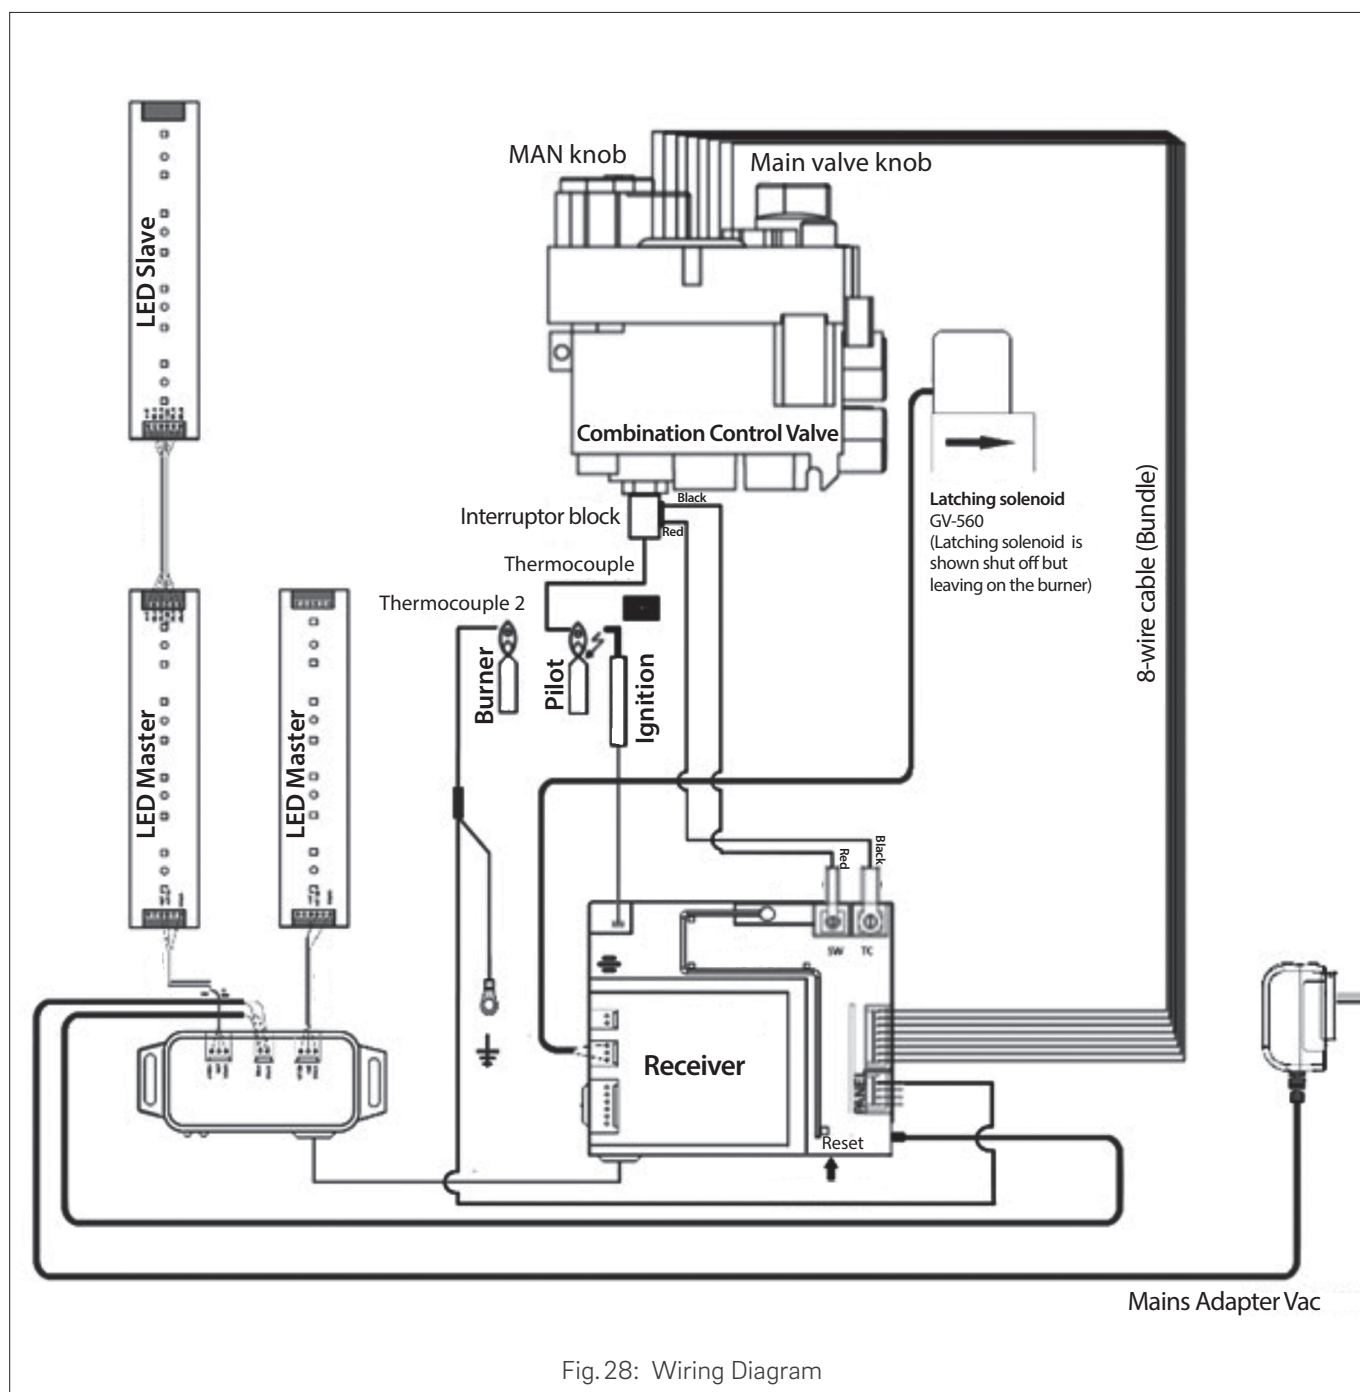 MAN knob
Main valve knob
LED Slave
Combination Control Valve
Black
Interruptor block
Red
Latching solenoid
GV-560
(Latching solenoid is
shown shut off but
leaving on the burner)
8-wire cable (Bundle)
Thermocouple
Thermocouple 2
Burner
Pilot
Ignition
LED Master
LED Master
Red
Black
SW
TC
Receiver
PANEL
Reset
Mains Adapter Vac
Fig. 28: Wiring Diagram